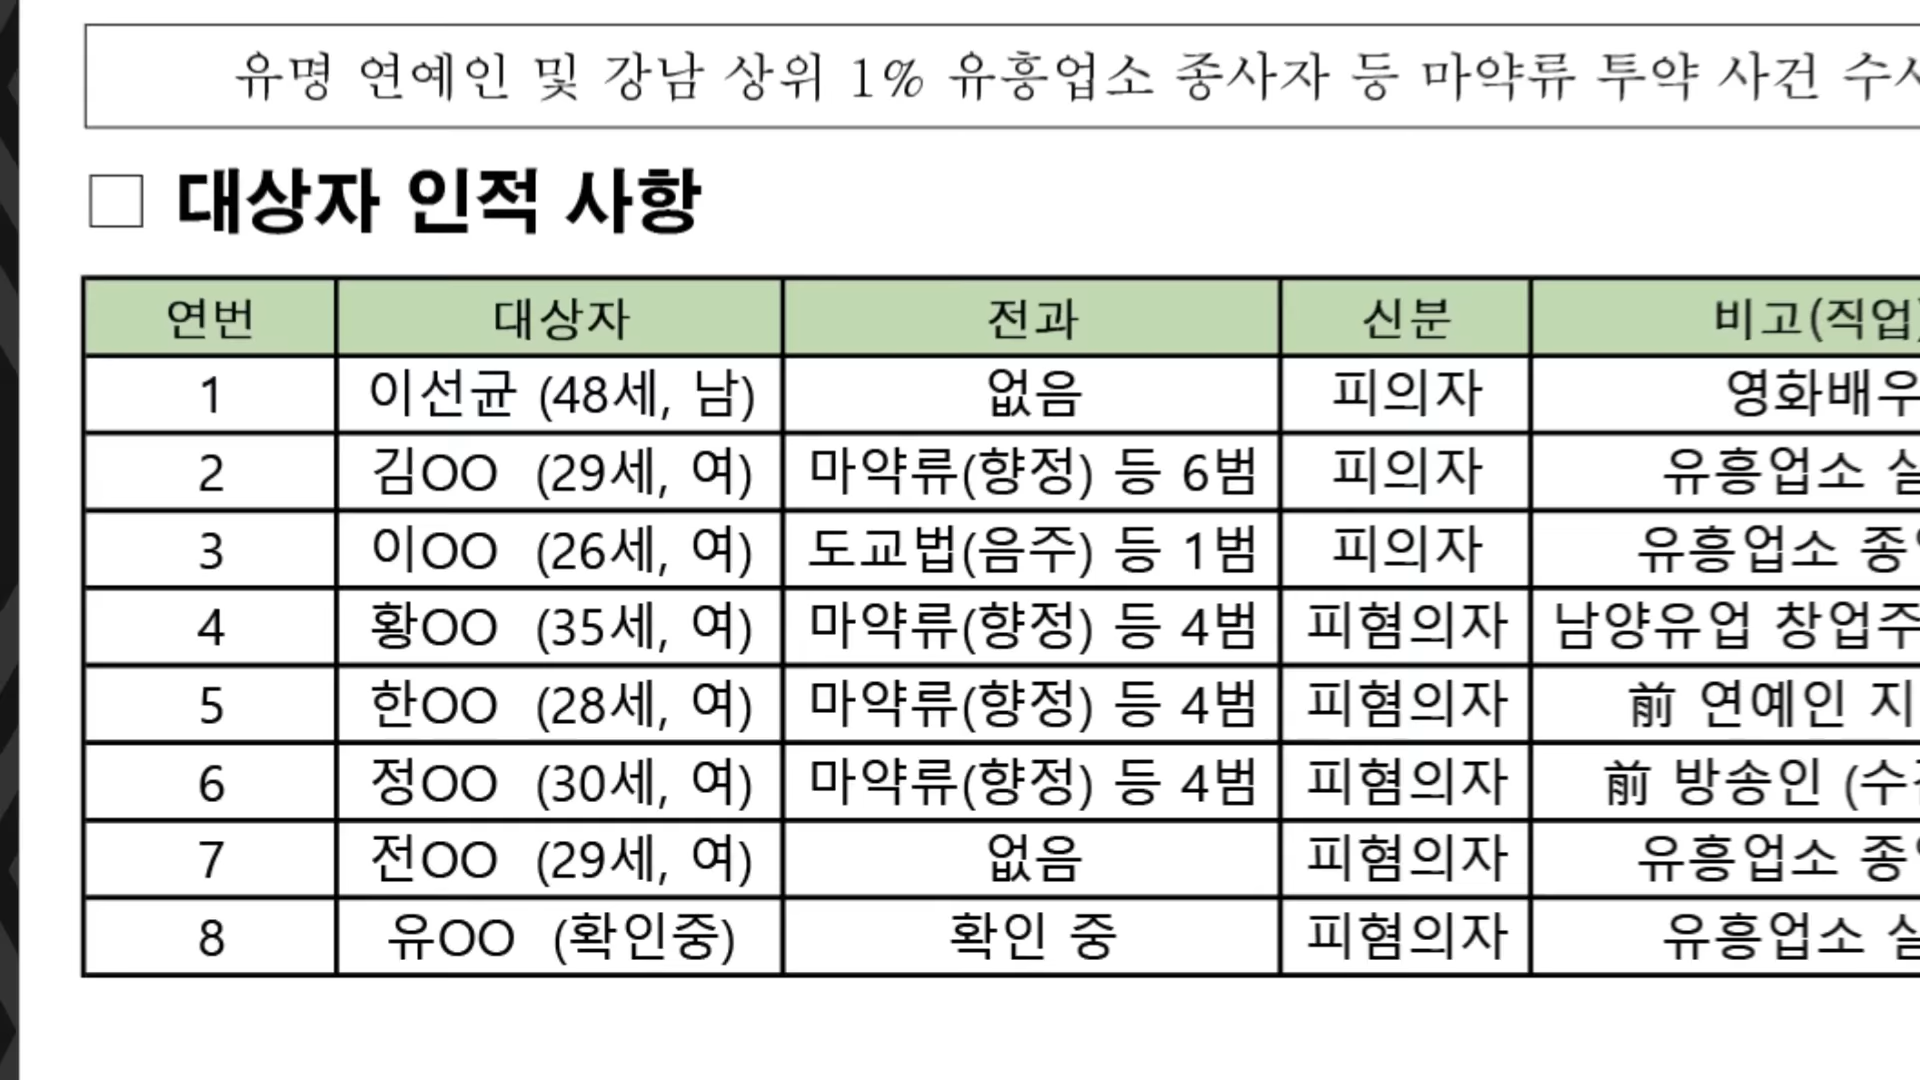 유명 연예인 및 강남 상위 1% 유흥업소 종사자 등 마약류 투약 사건
□ 대상자 인적 사항
연번 대상자 전과 신분 비고(직업)
1 이선균 (48세, 남) 없음 피의자 영화배우
2 김OO (29세, 여) 마약류(향정) 등 6범 피의자 유흥업소
3 이OO (26세, 여) 도교법(음주) 등 1범 피의자 유흥업소
4 황OO (35세, 여) 마약류(향정) 등 4범 피혐의자 남양유업 창업주
5 한OO (28세, 여) 마약류(향정) 등 4범 피혐의자 前 연예인
6 정OO (30세, 여) 마약류(향정) 등 4범 피혐의자 前 방송인
7 전OO (29세, 여) 없음 피혐의자 유흥업소
8 유OO (확인중) 확인 중 피혐의자 유흥업소